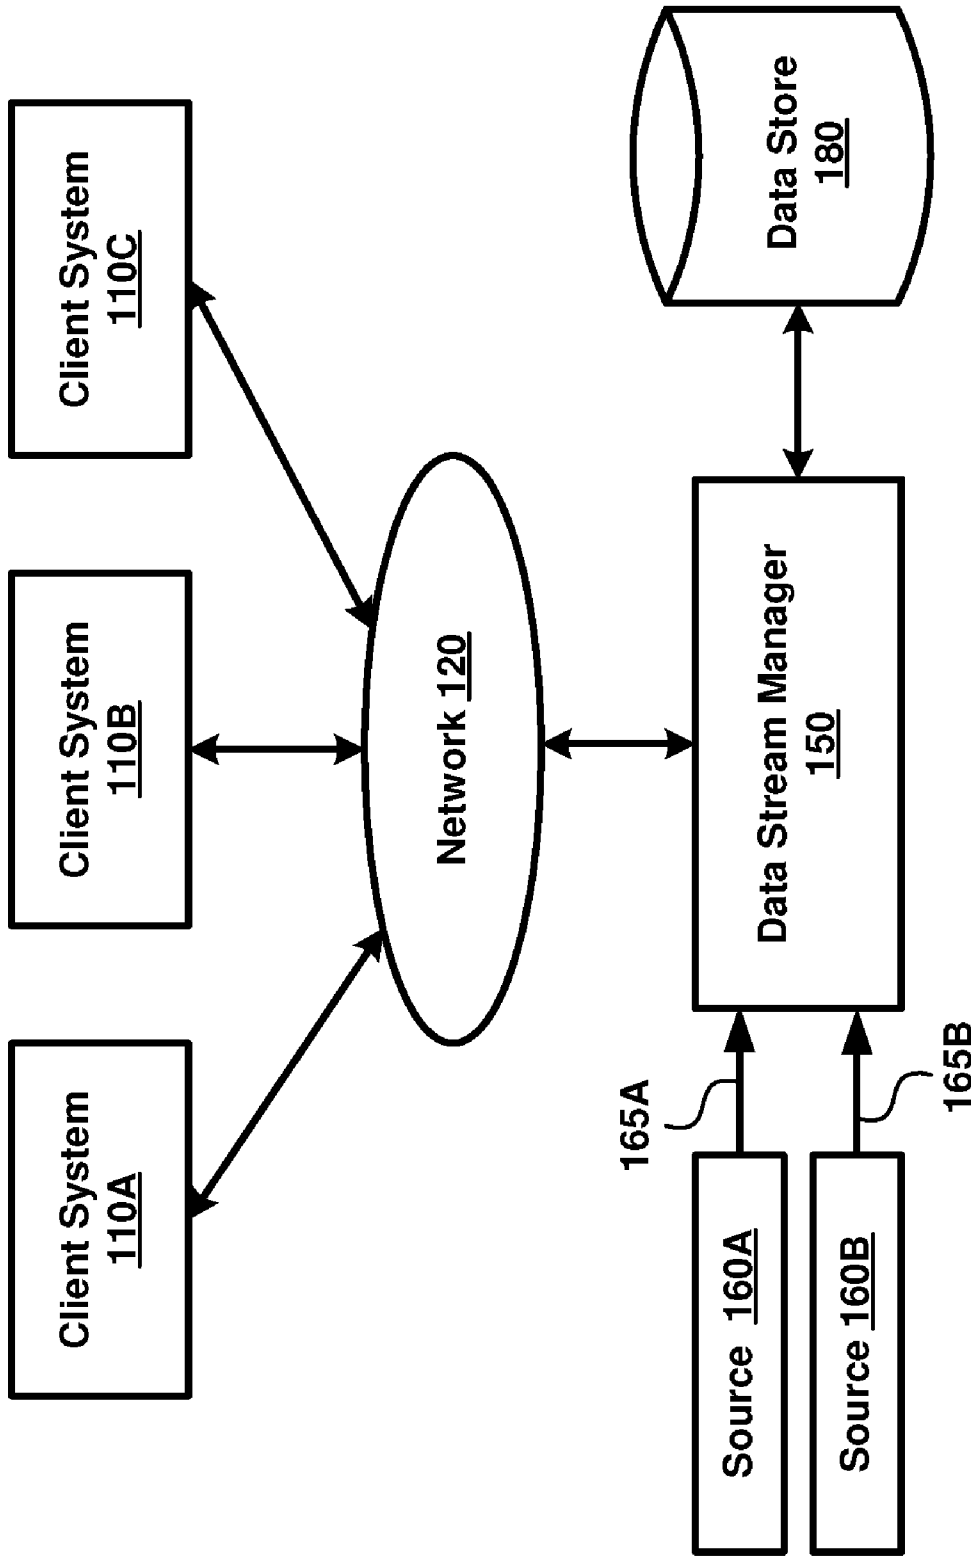 Client System
110A
Client System
110B
Client System
110C
Network 120
165A
Source 160A
Source 160B
165B
Data Stream Manager
150
Data Store
180